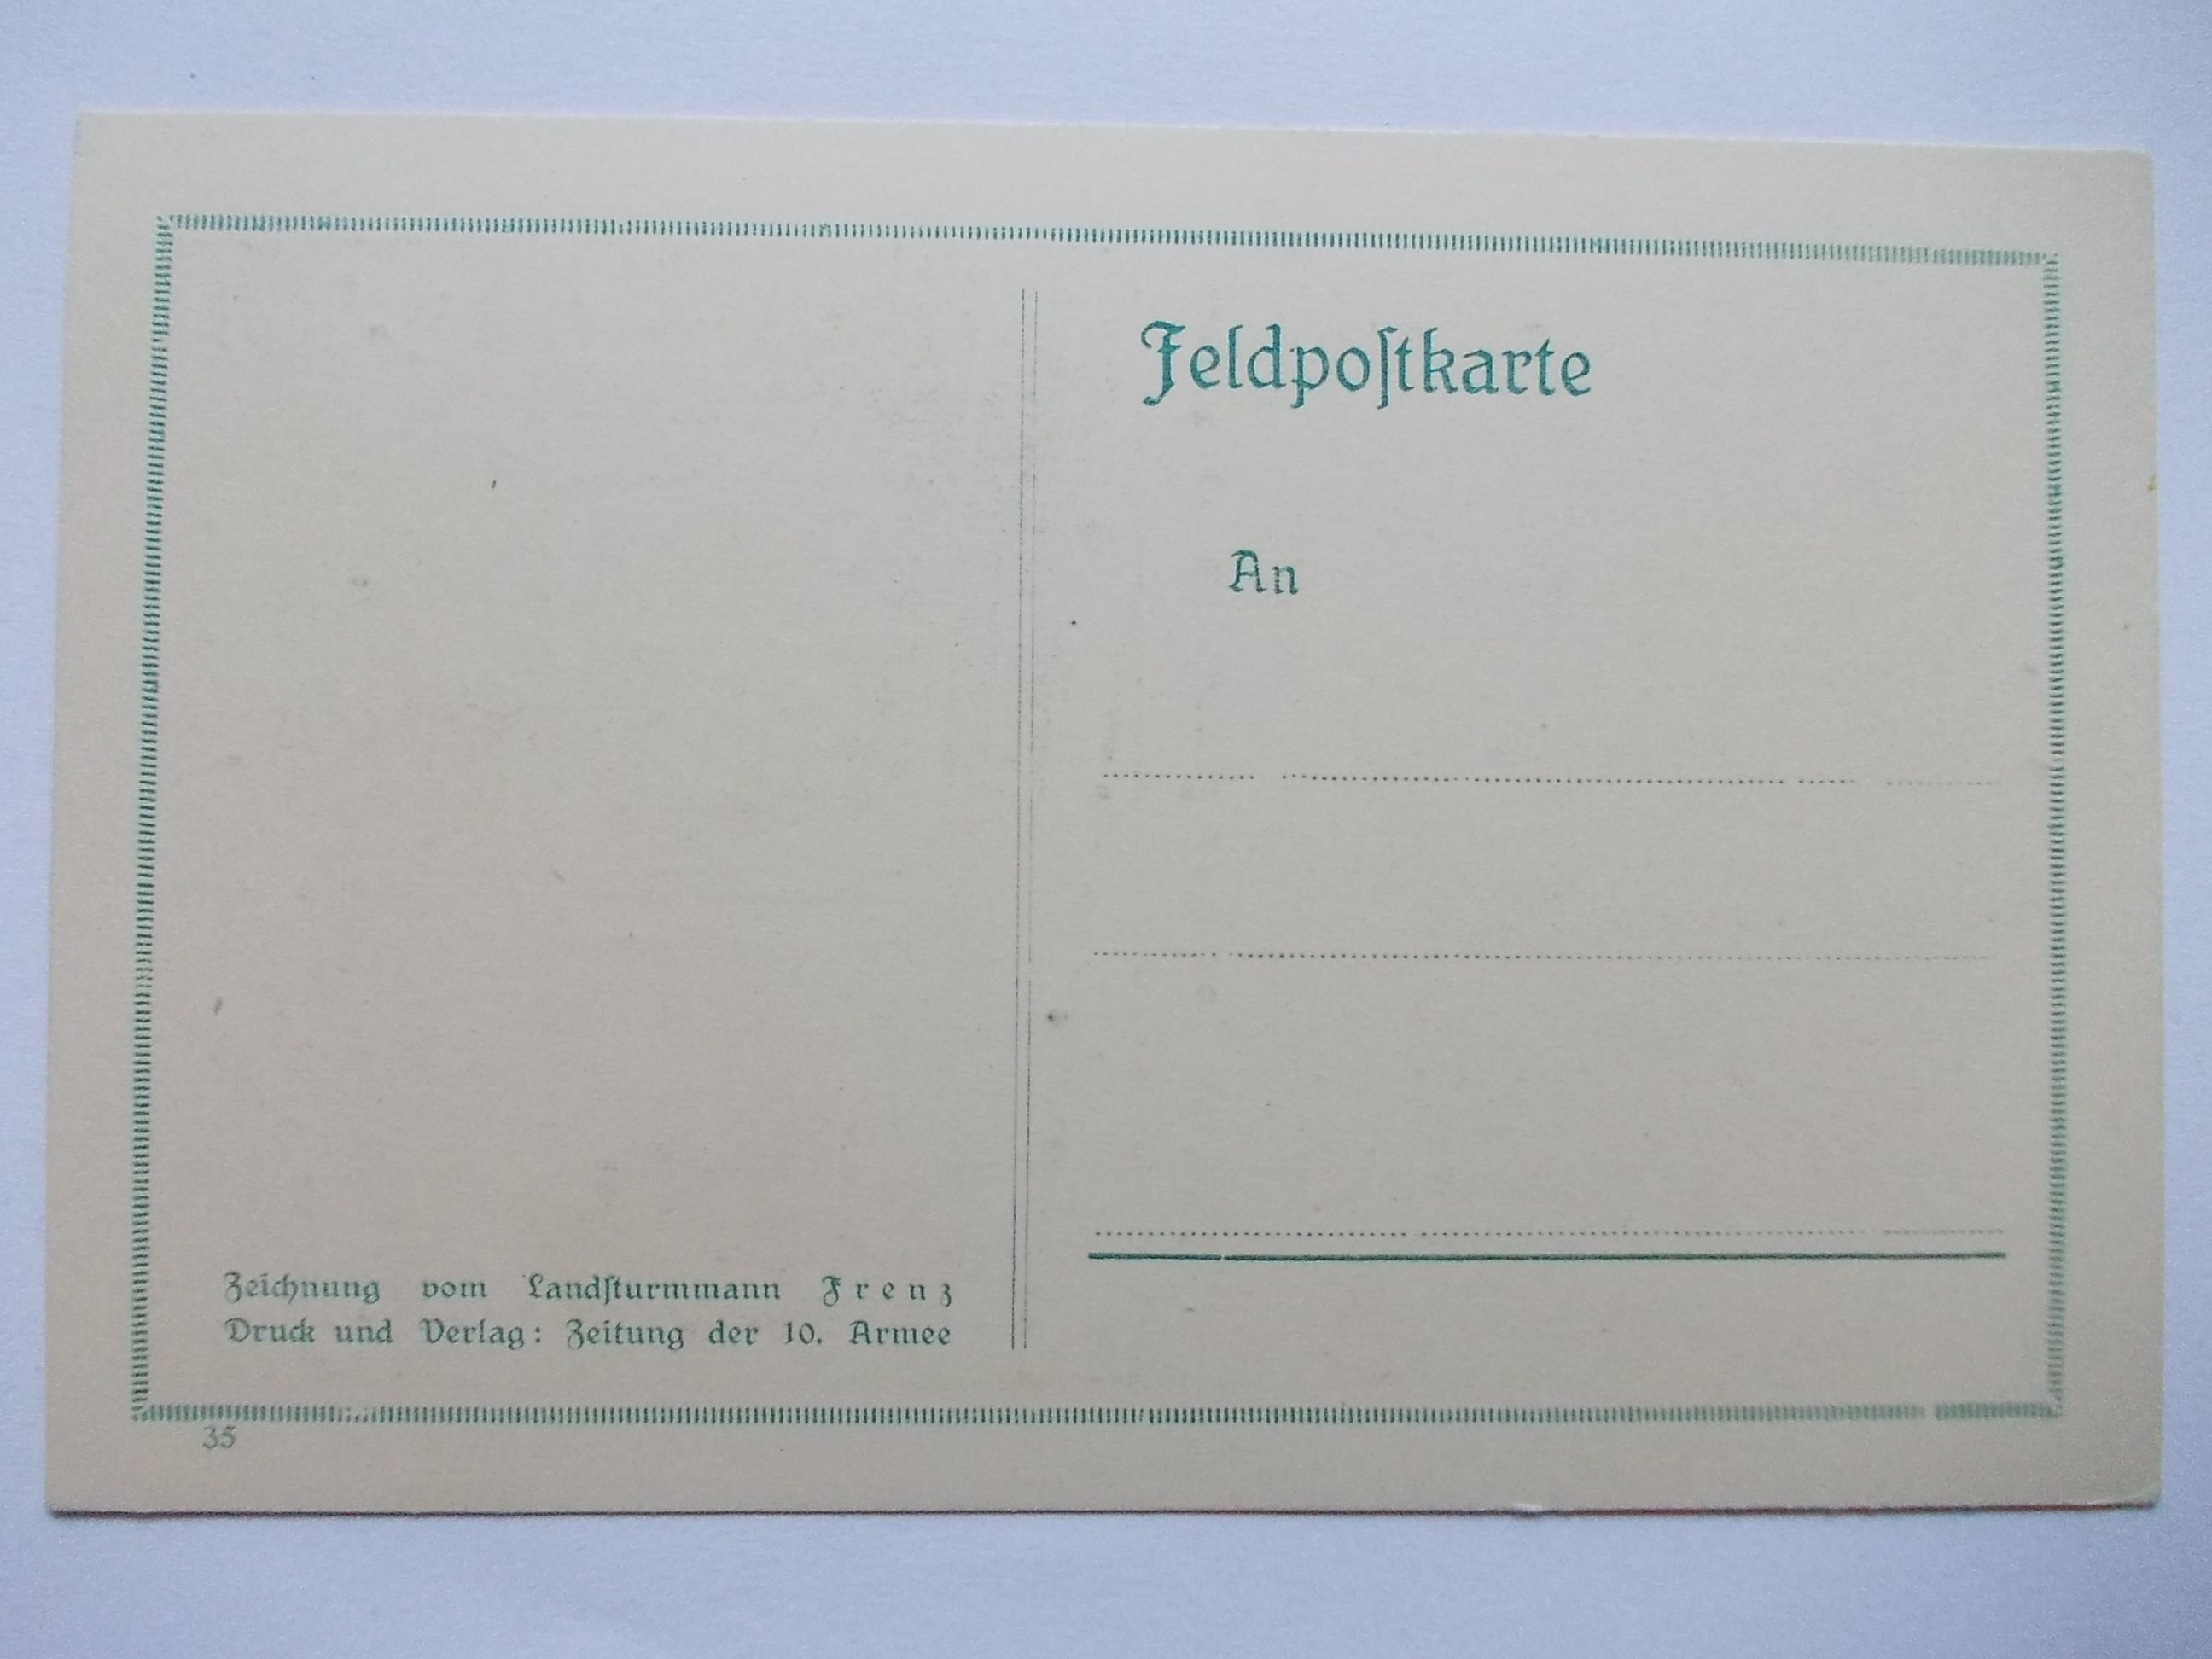 Feldpoſtkarte
An
Zeichnung vom Landſturmmann Frenz
Druck und Verlag: Zeitung der 10. Armee
35